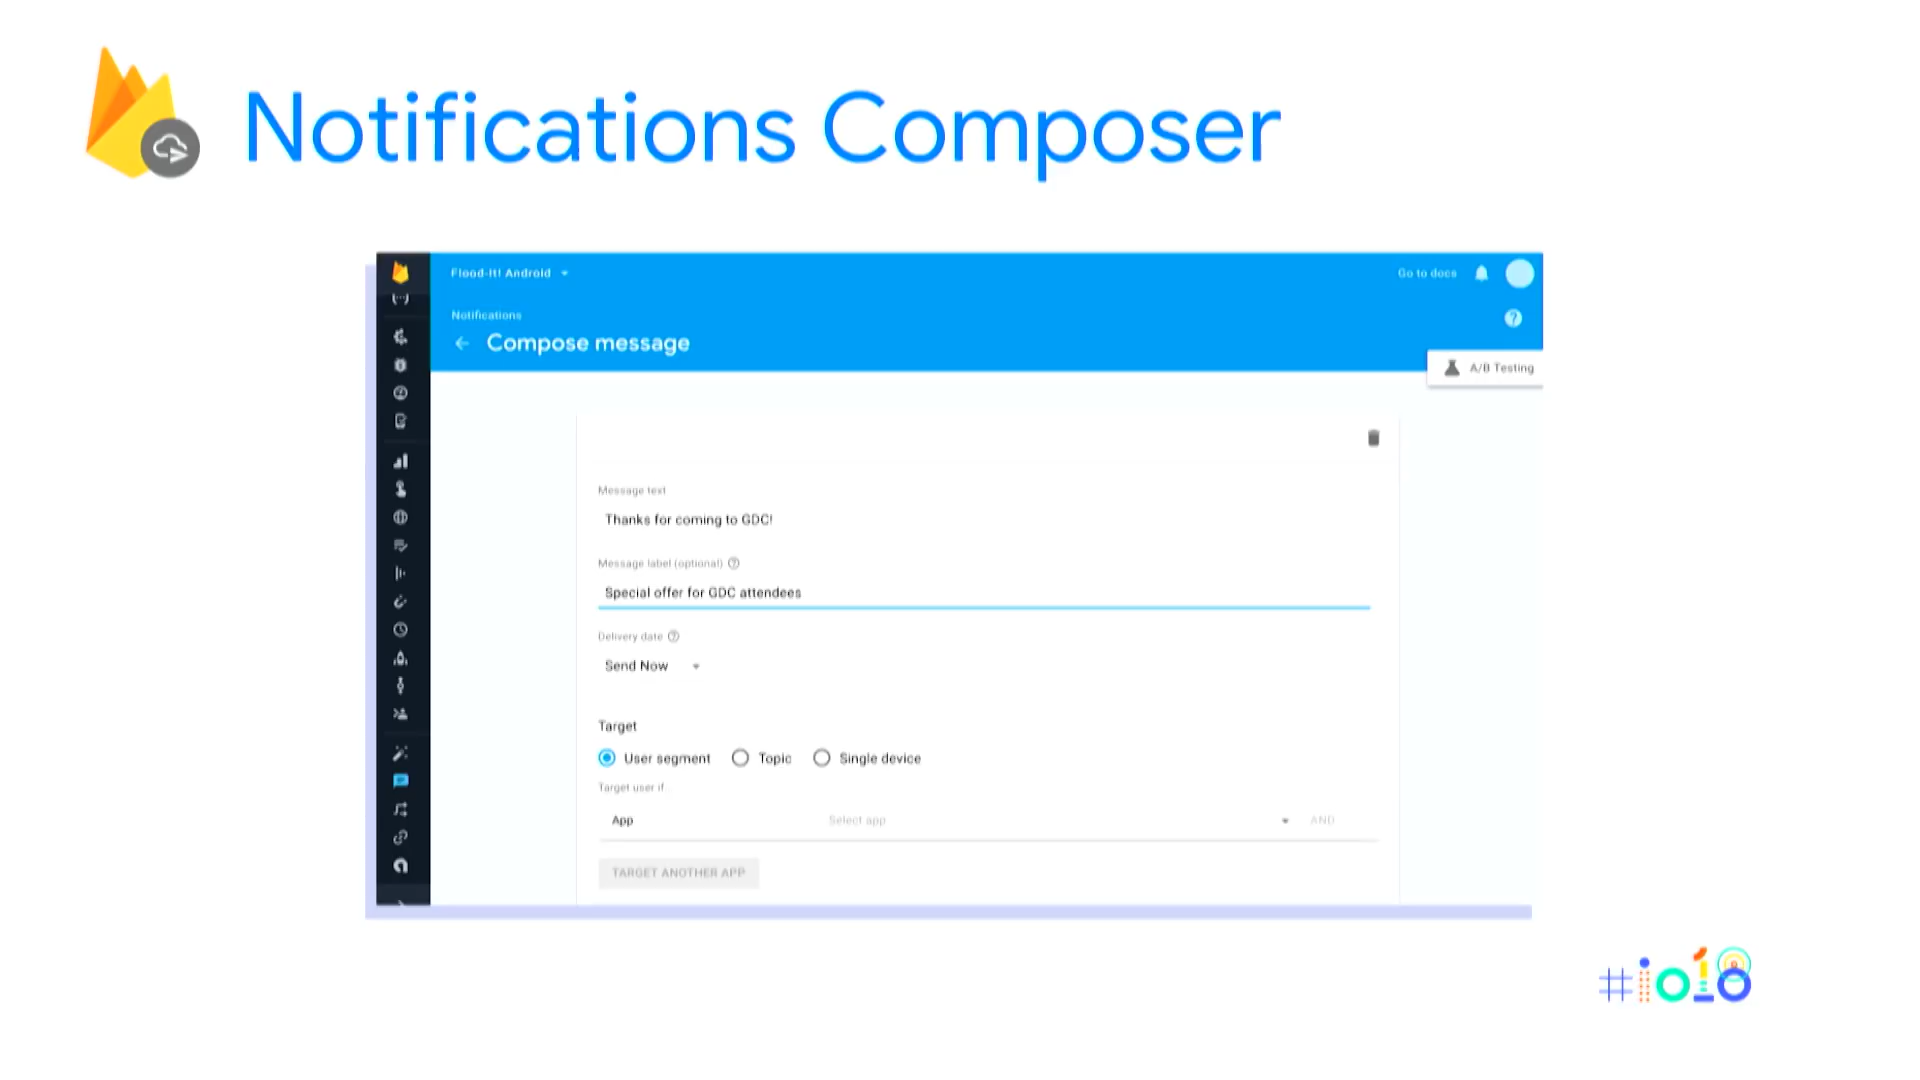 Notifications Composer
Flood-It! Android
Go to docs
Notifications
Compose message
A/B Testing
Message text
Thanks for coming to GDC!
Message label (optional)
Special offer for GDC attendees
Delivery date
Send Now
Target
User segment Topic Single device
Target user if
App Select app AND
TARGET ANOTHER APP
#io18